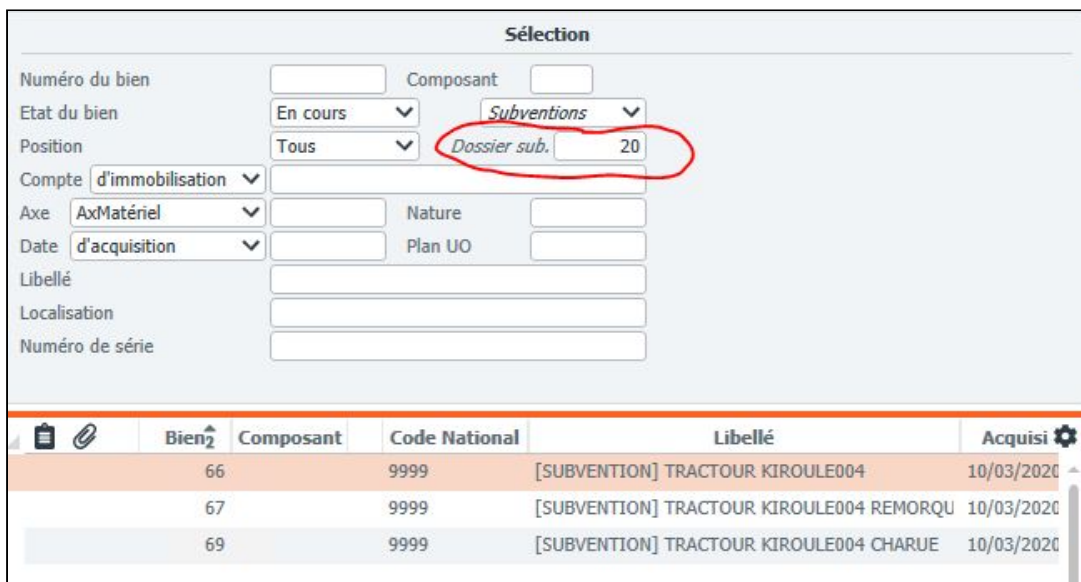 Sélection
Numéro du bien Composant
Etat du bien En cours Subventions
Position Tous Dossier sub. 20
Compte d'immobilisation
Axe AxMatériel Nature
Date d'acquisition Plan UO
Libellé
Localisation
Numéro de série
Bien 2 Composant Code National Libellé Acquisi
66 9999 [SUBVENTION] TRACTOUR KIROULE004 10/03/2020
67 9999 [SUBVENTION] TRACTOUR KIROULE004 REMORQU 10/03/2020
69 9999 [SUBVENTION] TRACTOUR KIROULE004 CHARUE 10/03/2020